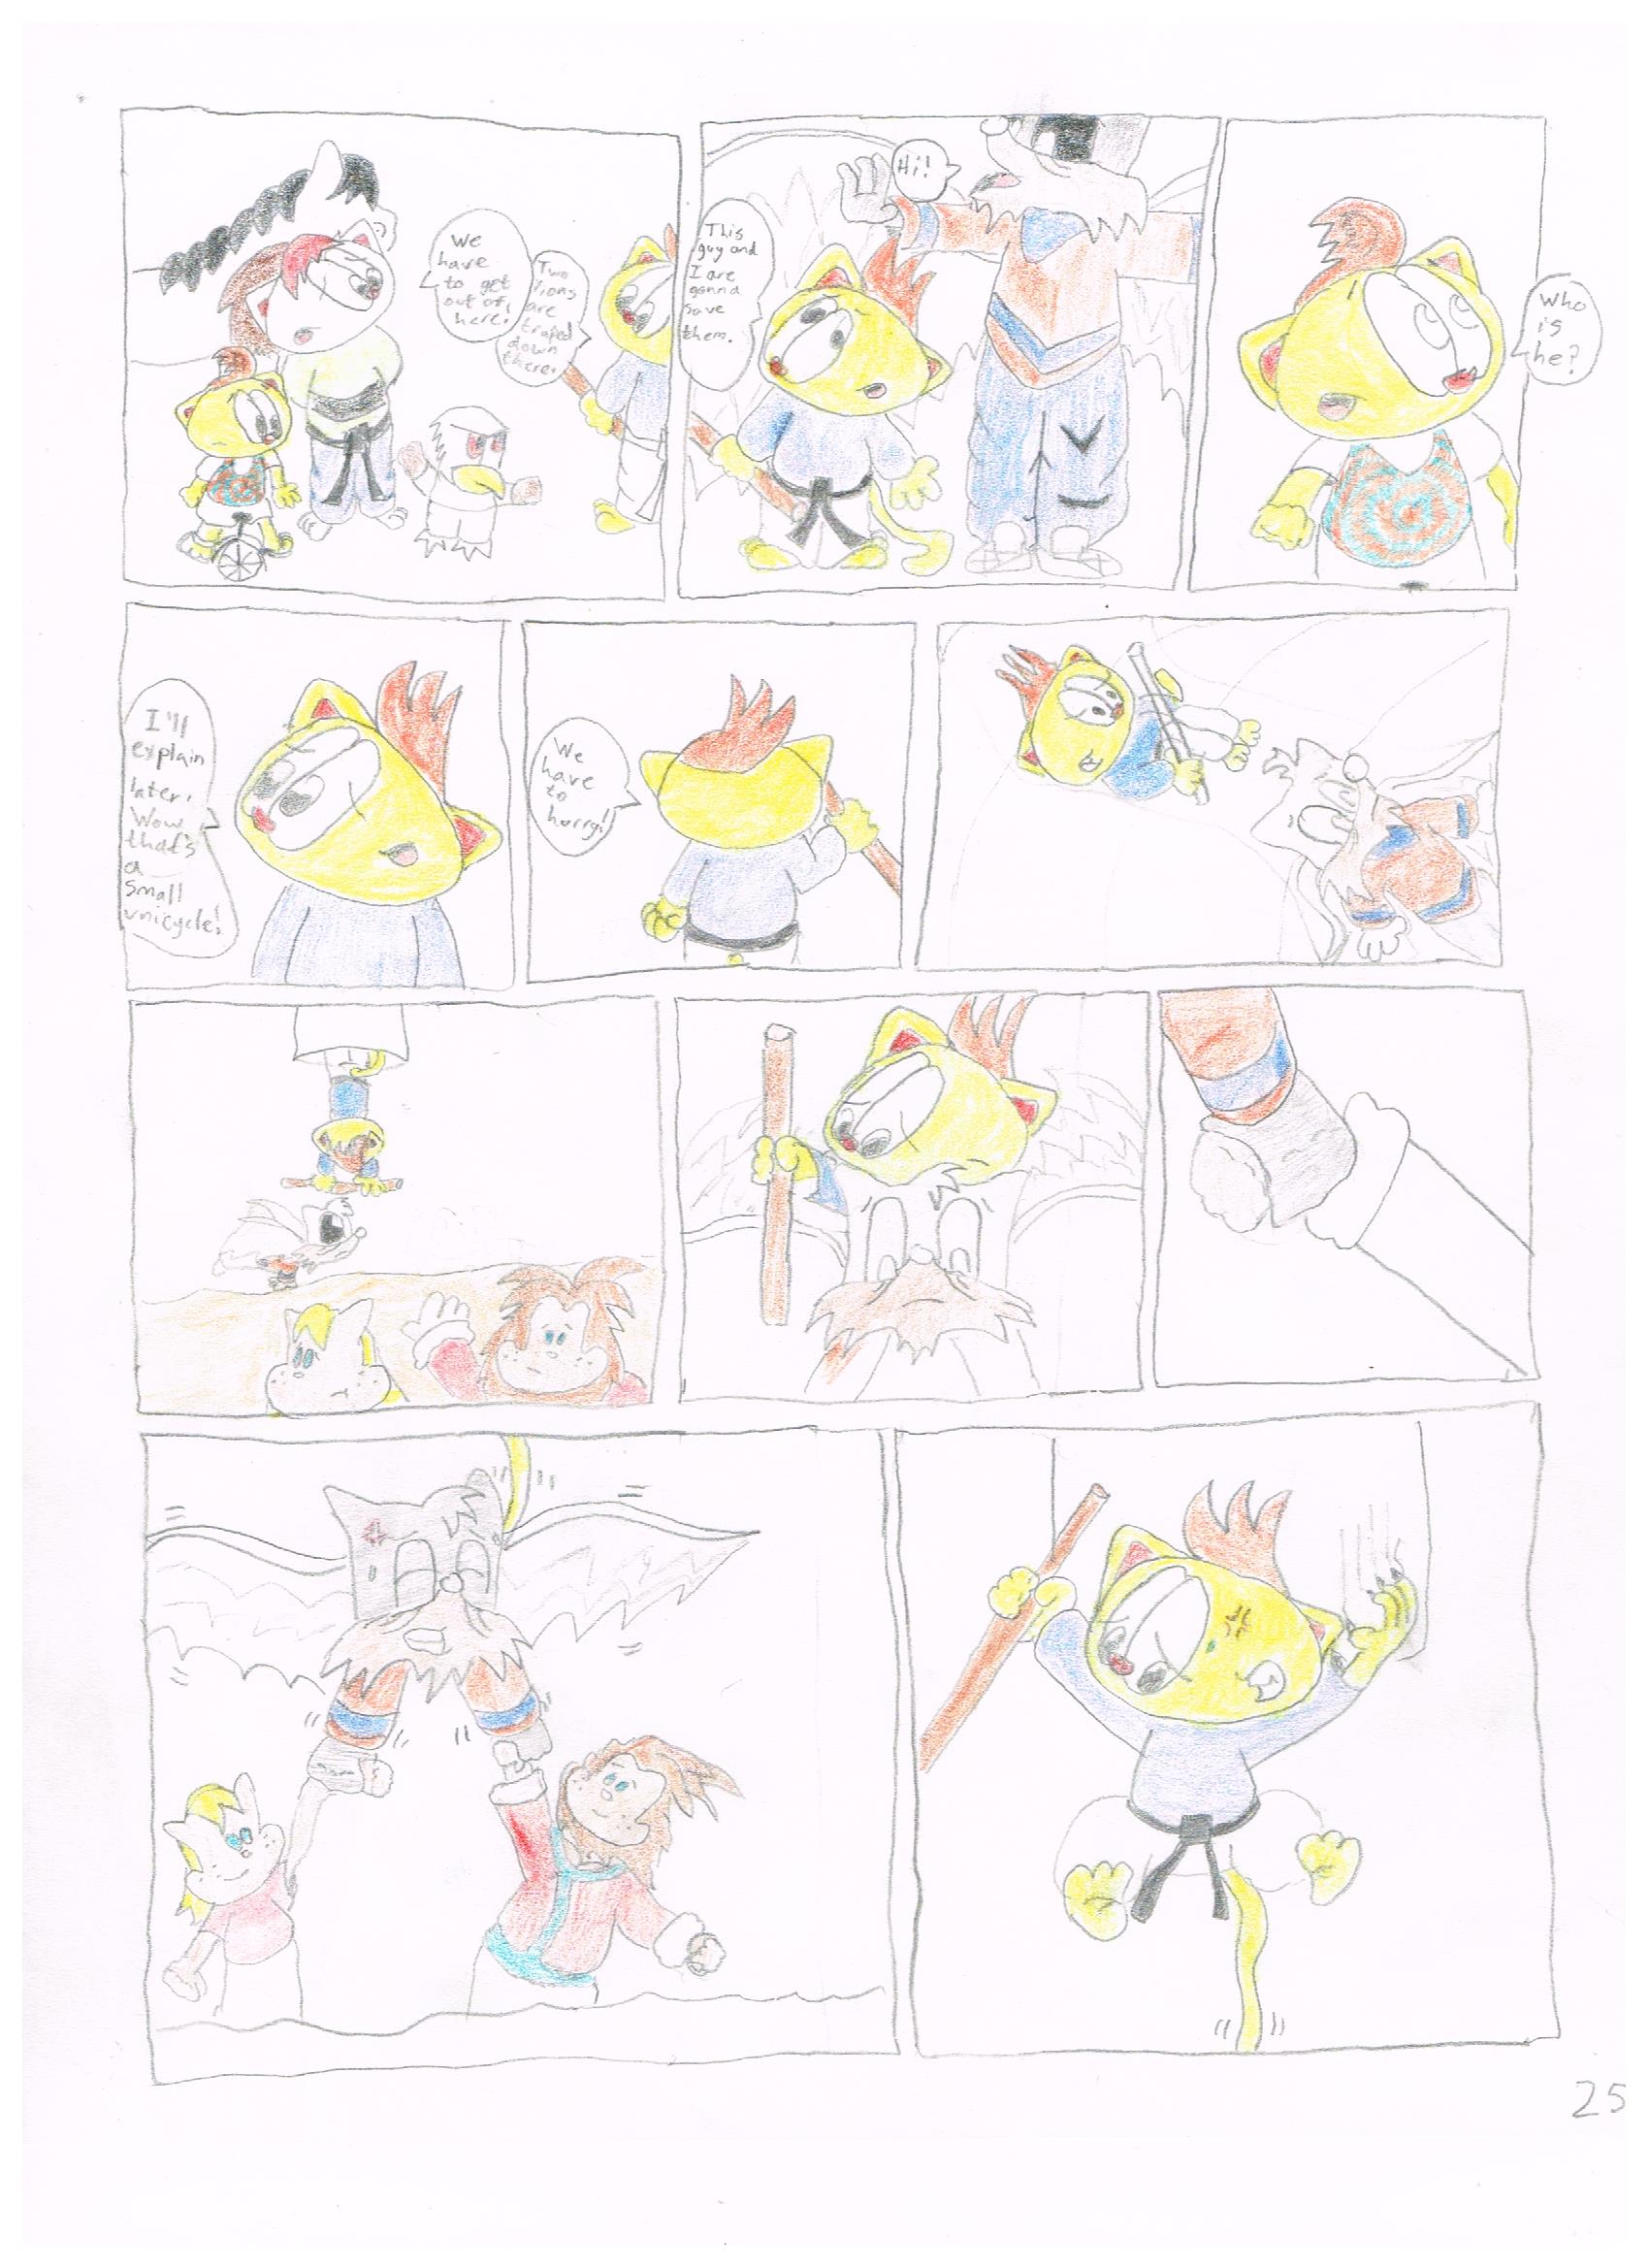 We
have
to get
out of
here!
Two
lions
are
traped
down
there.
This
guy and
I are
gonna
save
them.
Hi!
Who
is
he?
I'll
explain
later.
Wow,
that's
a
small
unicycle!
We
have
to
hurry!
25